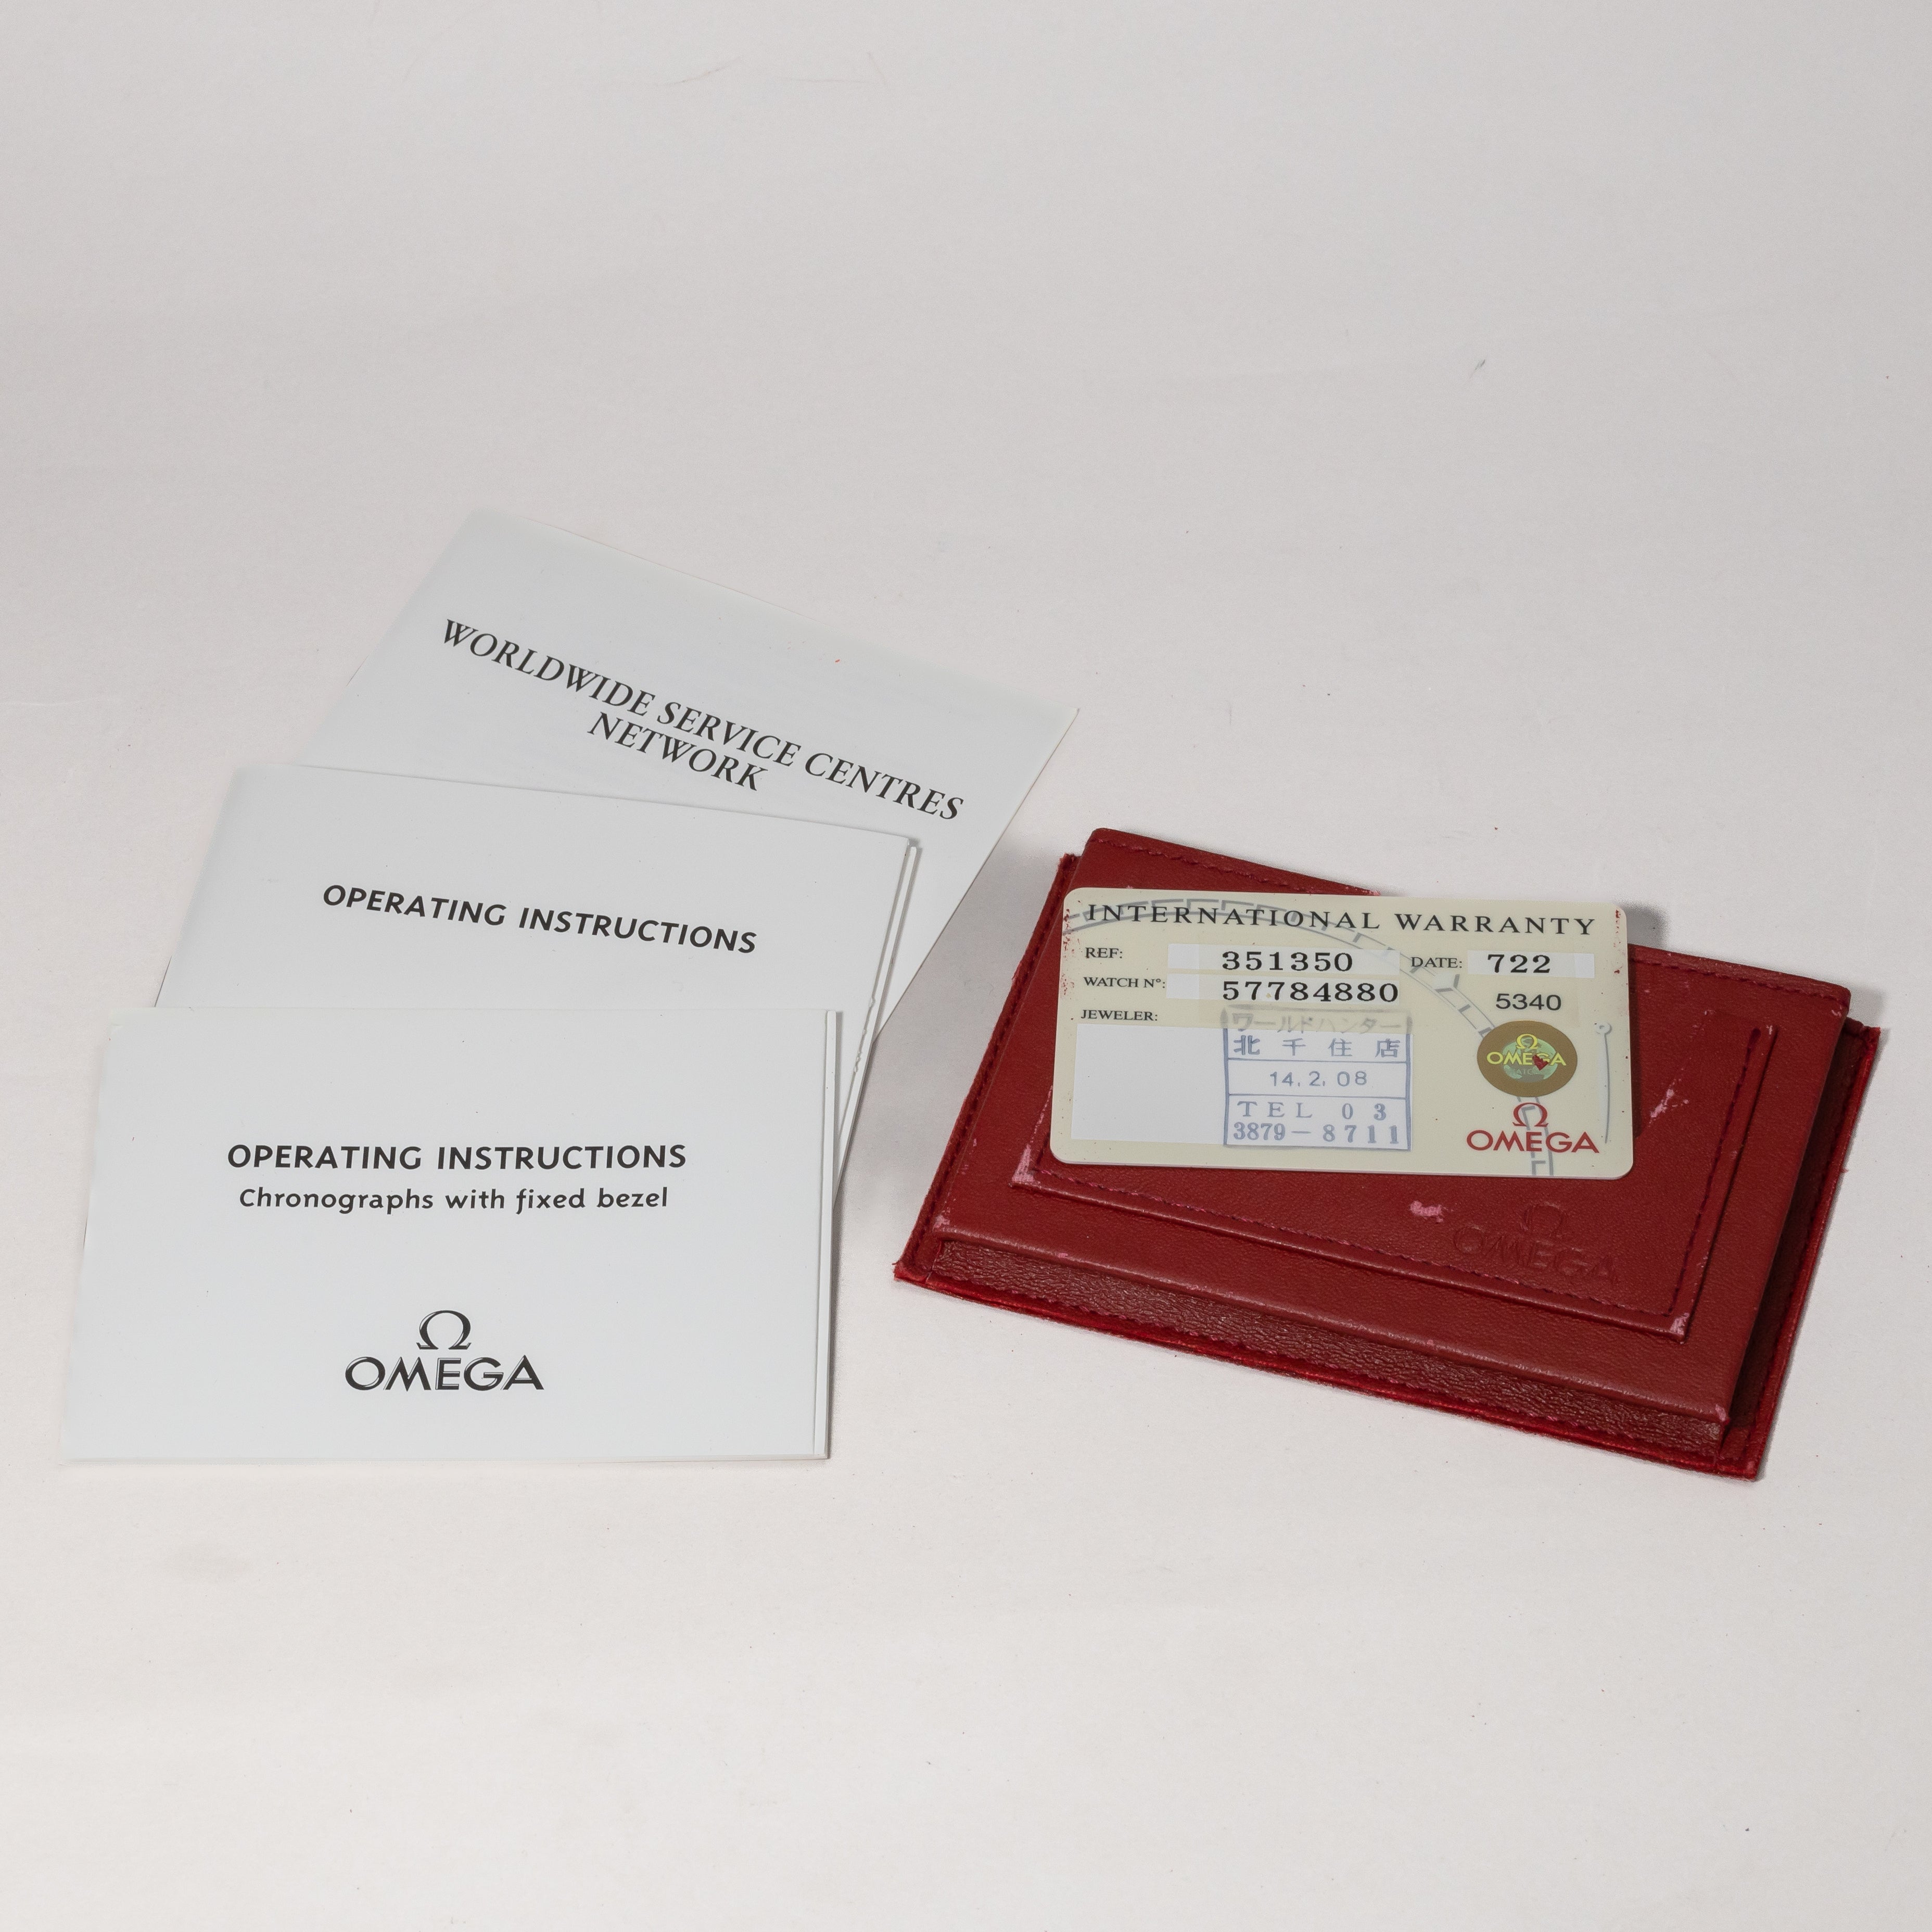 WORLDWIDE SERVICE CENTRES
NETWORK
OPERATING INSTRUCTIONS
OPERATING INSTRUCTIONS
Chronographs with fixed bezel
Ω
OMEGA
INTERNATIONAL WARRANTY
REF: 351350 DATE: 722
WATCH N°: 57784880
5340
JEWELER:
ワールドハンター
北千住店
14.2.08
TEL 03
3879-8711
Ω
OMEGA
Ω
OMEGA
Ω
OMEGA